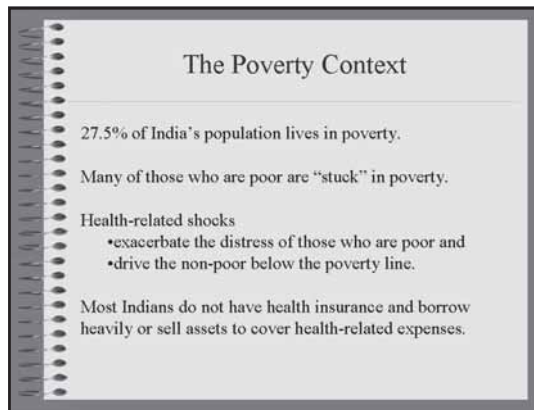 The Poverty Context
27.5% of India's population lives in poverty.
Many of those who are poor are “stuck” in poverty.
Health-related shocks
•exacerbate the distress of those who are poor and
•drive the non-poor below the poverty line.
Most Indians do not have health insurance and borrow
heavily or sell assets to cover health-related expenses.